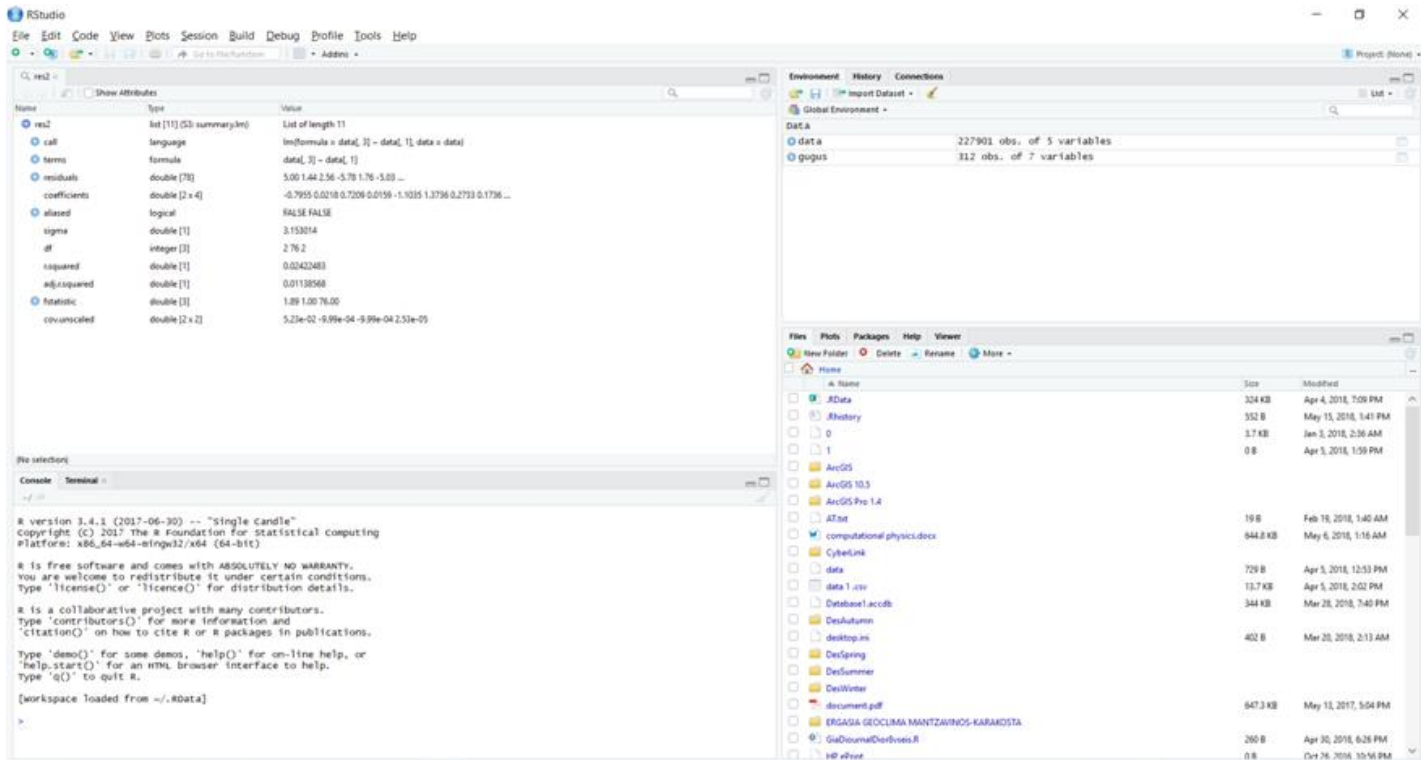 RStudio
File Edit Code View Plots Session Build Debug Profile Tools Help
Go to file/function Addins Project: (None)
res2
Show Attributes
Name Type Value
res2 list [11] (S3: summary.lm) List of length 11
call language lm(formula = data[, 3] ~ data[, 1], data = data)
terms formula data[, 3] ~ data[, 1]
residuals double [78] 5.00 1.44 2.56 -5.78 1.76 -5.03 ...
coefficients double [2 x 4] -0.7955 0.0218 0.7209 0.0159 -1.1035 1.3736 0.2733 0.1736 ...
aliased logical FALSE FALSE
sigma double [1] 3.153014
df integer [3] 2 76 2
r.squared double [1] 0.02422483
adj.r.squared double [1] 0.01138568
fstatistic double [3] 1.89 1.00 76.00
cov.unscaled double [2 x 2] 5.23e-02 -9.99e-04 -9.99e-04 2.53e-05
(No selection)
Console Terminal
~/
R version 3.4.1 (2017-06-30) -- "Single Candle"
Copyright (C) 2017 The R Foundation for Statistical Computing
Platform: x86_64-w64-mingw32/x64 (64-bit)
R is free software and comes with ABSOLUTELY NO WARRANTY.
You are welcome to redistribute it under certain conditions.
Type 'license()' or 'licence()' for distribution details.
R is a collaborative project with many contributors.
Type 'contributors()' for more information and
'citation()' on how to cite R or R packages in publications.
Type 'demo()' for some demos, 'help()' for on-line help, or
'help.start()' for an HTML browser interface to help.
Type 'q()' to quit R.
[Workspace loaded from ~/.RData]
>
Environment History Connections
Import Dataset List
Global Environment
Data
data 227901 obs. of 5 variables
gugus 312 obs. of 7 variables
Files Plots Packages Help Viewer
New Folder Delete Rename More
Home
Name Size Modified
.RData 324 KB Apr 4, 2018, 7:09 PM
.Rhistory 552 B May 15, 2018, 1:41 PM
0 3.7 KB Jan 3, 2018, 2:36 AM
1 0 B Apr 5, 2018, 1:59 PM
ArcGIS
ArcGIS 10.5
ArcGIS Pro 1.4
AT.txt 19 B Feb 19, 2018, 1:40 AM
computational physics.docx 644.8 KB May 6, 2018, 1:16 AM
CyberLink
data 729 B Apr 5, 2018, 12:53 PM
data 1 .csv 13.7 KB Apr 5, 2018, 2:02 PM
Datebase1.accdb 344 KB Mar 28, 2018, 7:40 PM
DesAutumn
desktop.ini 402 B Mar 20, 2018, 2:13 AM
DesSpring
DesSummer
DesWinter
document.pdf 647.3 KB May 13, 2017, 5:04 PM
ERGASIA GEOCLIMA MANTZAVINOS-KARAKOSTA
260 B Apr 30, 2018, 6:26 PM
HP ePrint 0 B Oct 26, 2016, 10:56 PM